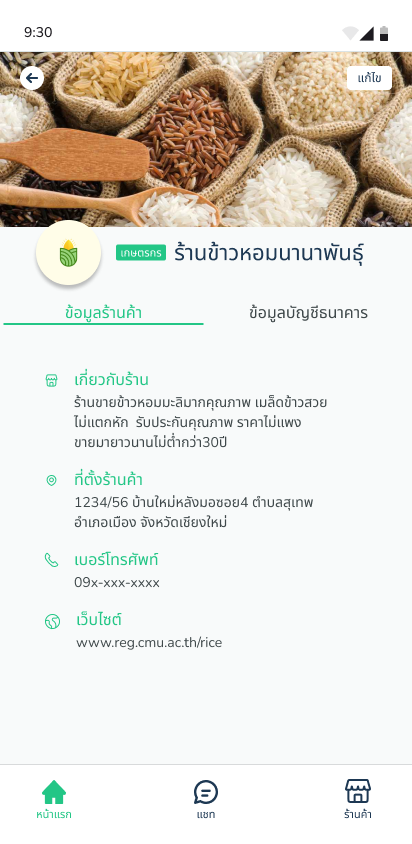 9:30
แก้ไข
เกษตรกร ร้านข้าวหอมนานาพันธุ์
ข้อมูลร้านค้า ข้อมูลบัญชีธนาคาร
เกี่ยวกับร้าน
ร้านขายข้าวหอมมะลิมากคุณภาพ เมล็ดข้าวสวย
ไม่แตกหัก รับประกันคุณภาพ ราคาไม่แพง
ขายมายาวนานไม่ต่ำกว่า30ปี
ที่ตั้งร้านค้า
1234/56 บ้านใหม่หลังมอซอย4 ตำบลสุเทพ
อำเภอเมือง จังหวัดเชียงใหม่
เบอร์โทรศัพท์
09x-xxx-xxxx
เว็บไซต์
www.reg.cmu.ac.th/rice
หน้าแรก แชท ร้านค้า